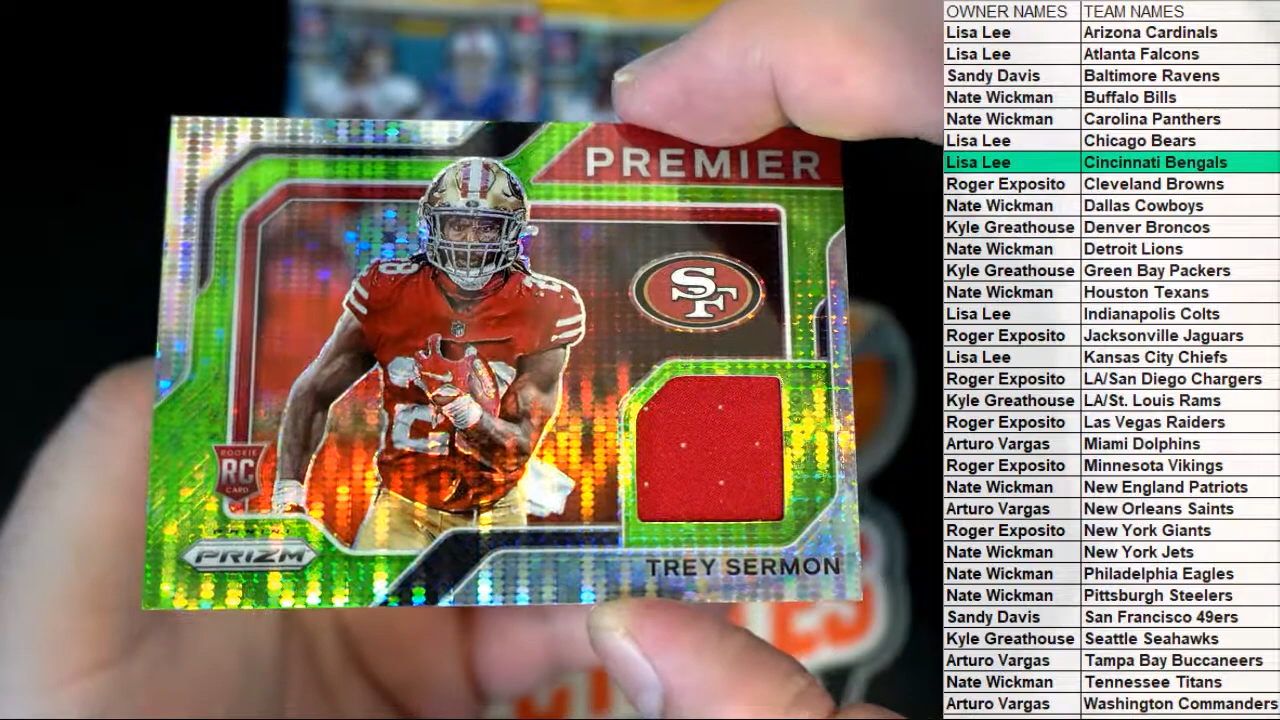 PREMIER
SF
28
ROOKIE
RC
CARD
PRIZM
TREY SERMON
OWNER NAMES TEAM NAMES
Lisa Lee Arizona Cardinals
Lisa Lee Atlanta Falcons
Sandy Davis Baltimore Ravens
Nate Wickman Buffalo Bills
Nate Wickman Carolina Panthers
Lisa Lee Chicago Bears
Lisa Lee Cincinnati Bengals
Roger Exposito Cleveland Browns
Nate Wickman Dallas Cowboys
Kyle Greathouse Denver Broncos
Nate Wickman Detroit Lions
Kyle Greathouse Green Bay Packers
Nate Wickman Houston Texans
Lisa Lee Indianapolis Colts
Roger Exposito Jacksonville Jaguars
Lisa Lee Kansas City Chiefs
Roger Exposito LA/San Diego Chargers
Kyle Greathouse LA/St. Louis Rams
Roger Exposito Las Vegas Raiders
Arturo Vargas Miami Dolphins
Roger Exposito Minnesota Vikings
Nate Wickman New England Patriots
Arturo Vargas New Orleans Saints
Roger Exposito New York Giants
Nate Wickman New York Jets
Nate Wickman Philadelphia Eagles
Nate Wickman Pittsburgh Steelers
Sandy Davis San Francisco 49ers
Kyle Greathouse Seattle Seahawks
Arturo Vargas Tampa Bay Buccaneers
Nate Wickman Tennessee Titans
Arturo Vargas Washington Commanders